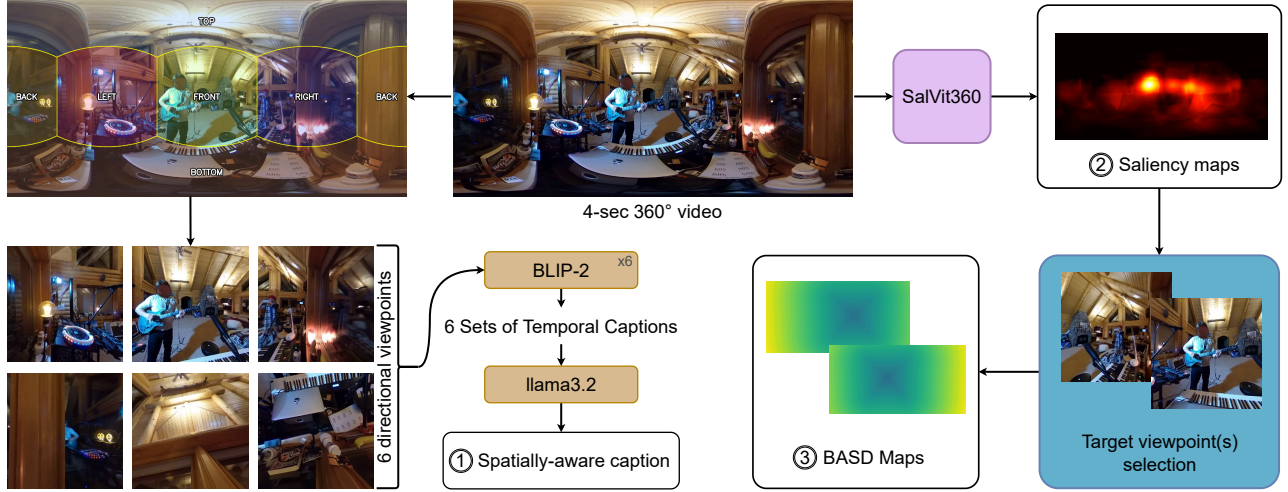 TOP
BACK
LEFT
FRONT
RIGHT
BACK
BOTTOM
4-sec 360° video
SalVit360
② Saliency maps
6 directional viewpoints
BLIP-2
x6
6 Sets of Temporal Captions
llama3.2
① Spatially-aware caption
③ BASD Maps
Target viewpoint(s)
selection